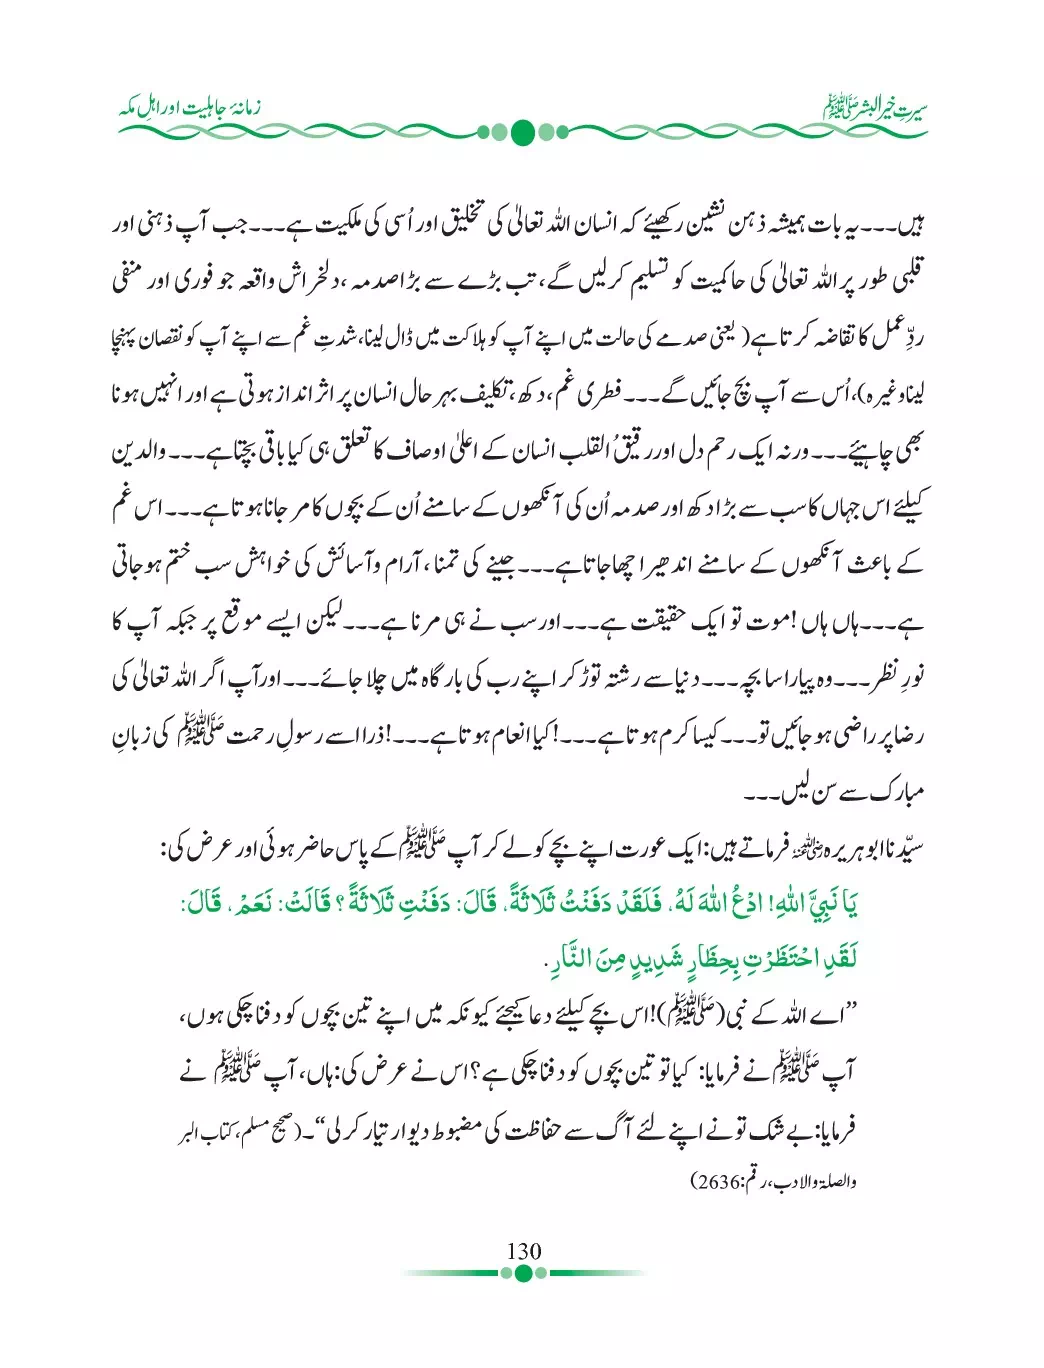 سیرتِ خیر البشر ﷺ
زمانۂ جاہلیت اور اہلِ مکہ
ہیں۔۔۔یہ بات ہمیشہ ذہن نشین رکھیئے کہ انسان اللہ تعالیٰ کی تخلیق اور اُسی کی ملکیت ہے۔۔۔جب آپ ذہنی اور
قلبی طور پر اللہ تعالیٰ کی حاکمیت کو تسلیم کرلیں گے، تب بڑے سے بڑا صدمہ، دلخراش واقعہ جو فوری اور منفی
ردِّعمل کا تقاضہ کرتا ہے (یعنی صدمے کی حالت میں اپنے آپ کو ہلاکت میں ڈال لینا، شدتِ غم سے اپنے آپ کو نقصان پہنچا
لینا وغیرہ)، اُس سے آپ بچ جائیں گے۔۔۔فطری غم، دکھ، تکلیف بہر حال انسان پر اثر انداز ہوتی ہے اور انہیں ہونا
بھی چاہیئے۔۔۔ورنہ ایک رحم دل اور رقیقُ القلب انسان کے اعلیٰ اوصاف کا تعلق ہی کیا باقی بچتا ہے۔۔۔والدین
کیلئے اس جہاں کا سب سے بڑا دکھ اور صدمہ اُن کی آنکھوں کے سامنے اُن کے بچوں کا مر جانا ہوتا ہے۔۔۔اس غم
کے باعث آنکھوں کے سامنے اندھیرا چھا جاتا ہے۔۔۔جینے کی تمنا، آرام و آسائش کی خواہش سب ختم ہوجاتی
ہے۔۔۔ہاں ہاں! موت تو ایک حقیقت ہے۔۔۔اور سب نے ہی مرنا ہے۔۔۔لیکن ایسے موقع پر جبکہ آپ کا
نورِ نظر۔۔۔وہ پیارا سا بچہ۔۔۔دنیا سے رشتہ توڑ کر اپنے رب کی بارگاہ میں چلا جائے۔۔۔اور آپ اگر اللہ تعالیٰ کی
رضا پر راضی ہوجائیں تو۔۔۔کیسا کرم ہوتا ہے۔۔۔! کیا انعام ہوتا ہے۔۔۔! ذرا اسے رسولِ رحمت ﷺ کی زبانِ
مبارک سے سن لیں۔۔۔
سیّدنا ابو ہریرہ رضی اللہ عنہ فرماتے ہیں: ایک عورت اپنے بچے کو لے کر آپ ﷺ کے پاس حاضر ہوئی اور عرض کی:
يَا نَبِيَّ اللهِ! ادْعُ اللهَ لَهُ، فَلَقَدْ دَفَنْتُ ثَلَاثَةً، قَالَ: دَفَنْتِ ثَلَاثَةً؟ قَالَتْ: نَعَمْ، قَالَ:
لَقَدِ احْتَظَرْتِ بِحِظَارٍ شَدِيدٍ مِنَ النَّارِ.
”اے اللہ کے نبی (ﷺ)! اس بچے کیلئے دعا کیجئے کیونکہ میں اپنے تین بچوں کو دفنا چکی ہوں،
آپ ﷺ نے فرمایا: کیا تو تین بچوں کو دفنا چکی ہے؟ اس نے عرض کی: ہاں، آپ ﷺ نے
فرمایا: بے شک تو نے اپنے لئے آگ سے حفاظت کی مضبوط دیوار تیار کرلی“۔ (صحیح مسلم، کتاب البر
والصلۃ والادب، رقم: 2636)
130